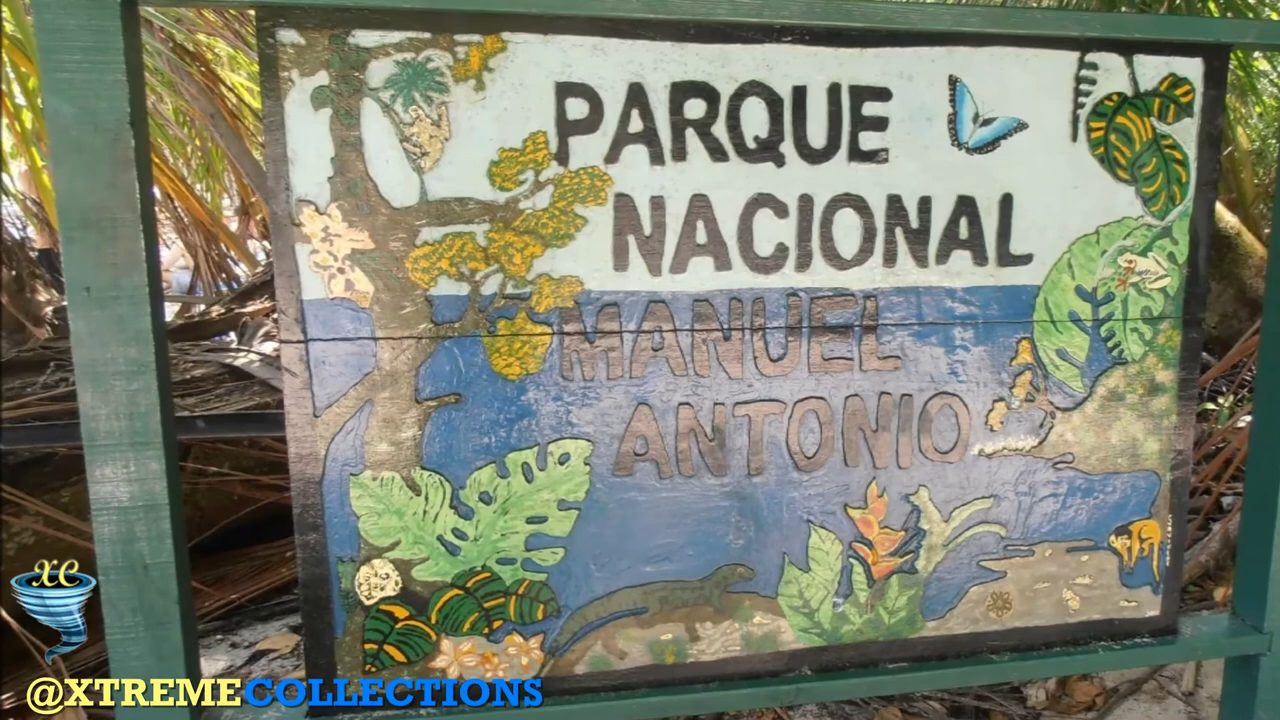 PARQUE
NACIONAL
MANUEL
ANTONIO
XC
@XTREMECOLLECTIONS